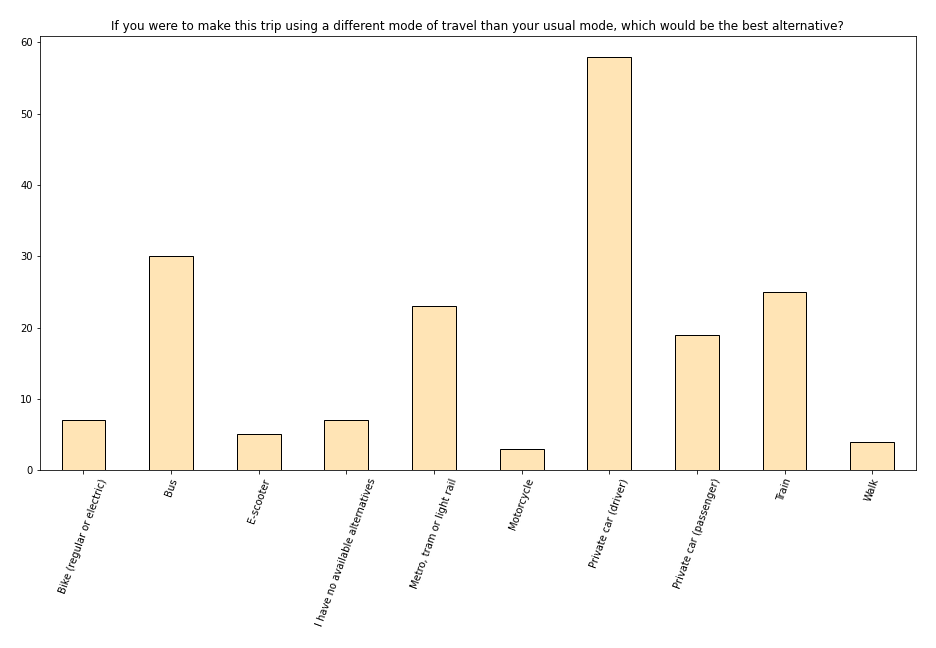 If you were to make this trip using a different mode of travel than your usual mode, which would be the best alternative?
60
50
40
30
20
10
0
Bike (regular or electric)
Bus
E-scooter
I have no available alternatives
Metro, tram or light rail
Motorcycle
Private car (driver)
Private car (passenger)
Train
Walk